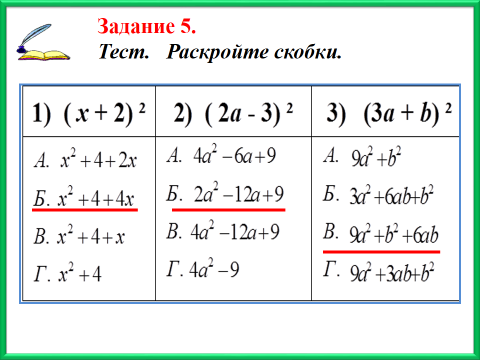 Задание 5.
Тест. Раскройте скобки.
1) (x + 2)²
А. x²+4+2x
Б. x²+4+4x
В. x²+4+x
Г. x²+4
2) (2a - 3)²
А. 4a²−6a+9
Б. 2a²−12a+9
В. 4a²−12a+9
Г. 4a²−9
3) (3a + b)²
А. 9a²+b²
Б. 3a²+6ab+b²
В. 9a²+b²+6ab
Г. 9a²+3ab+b²